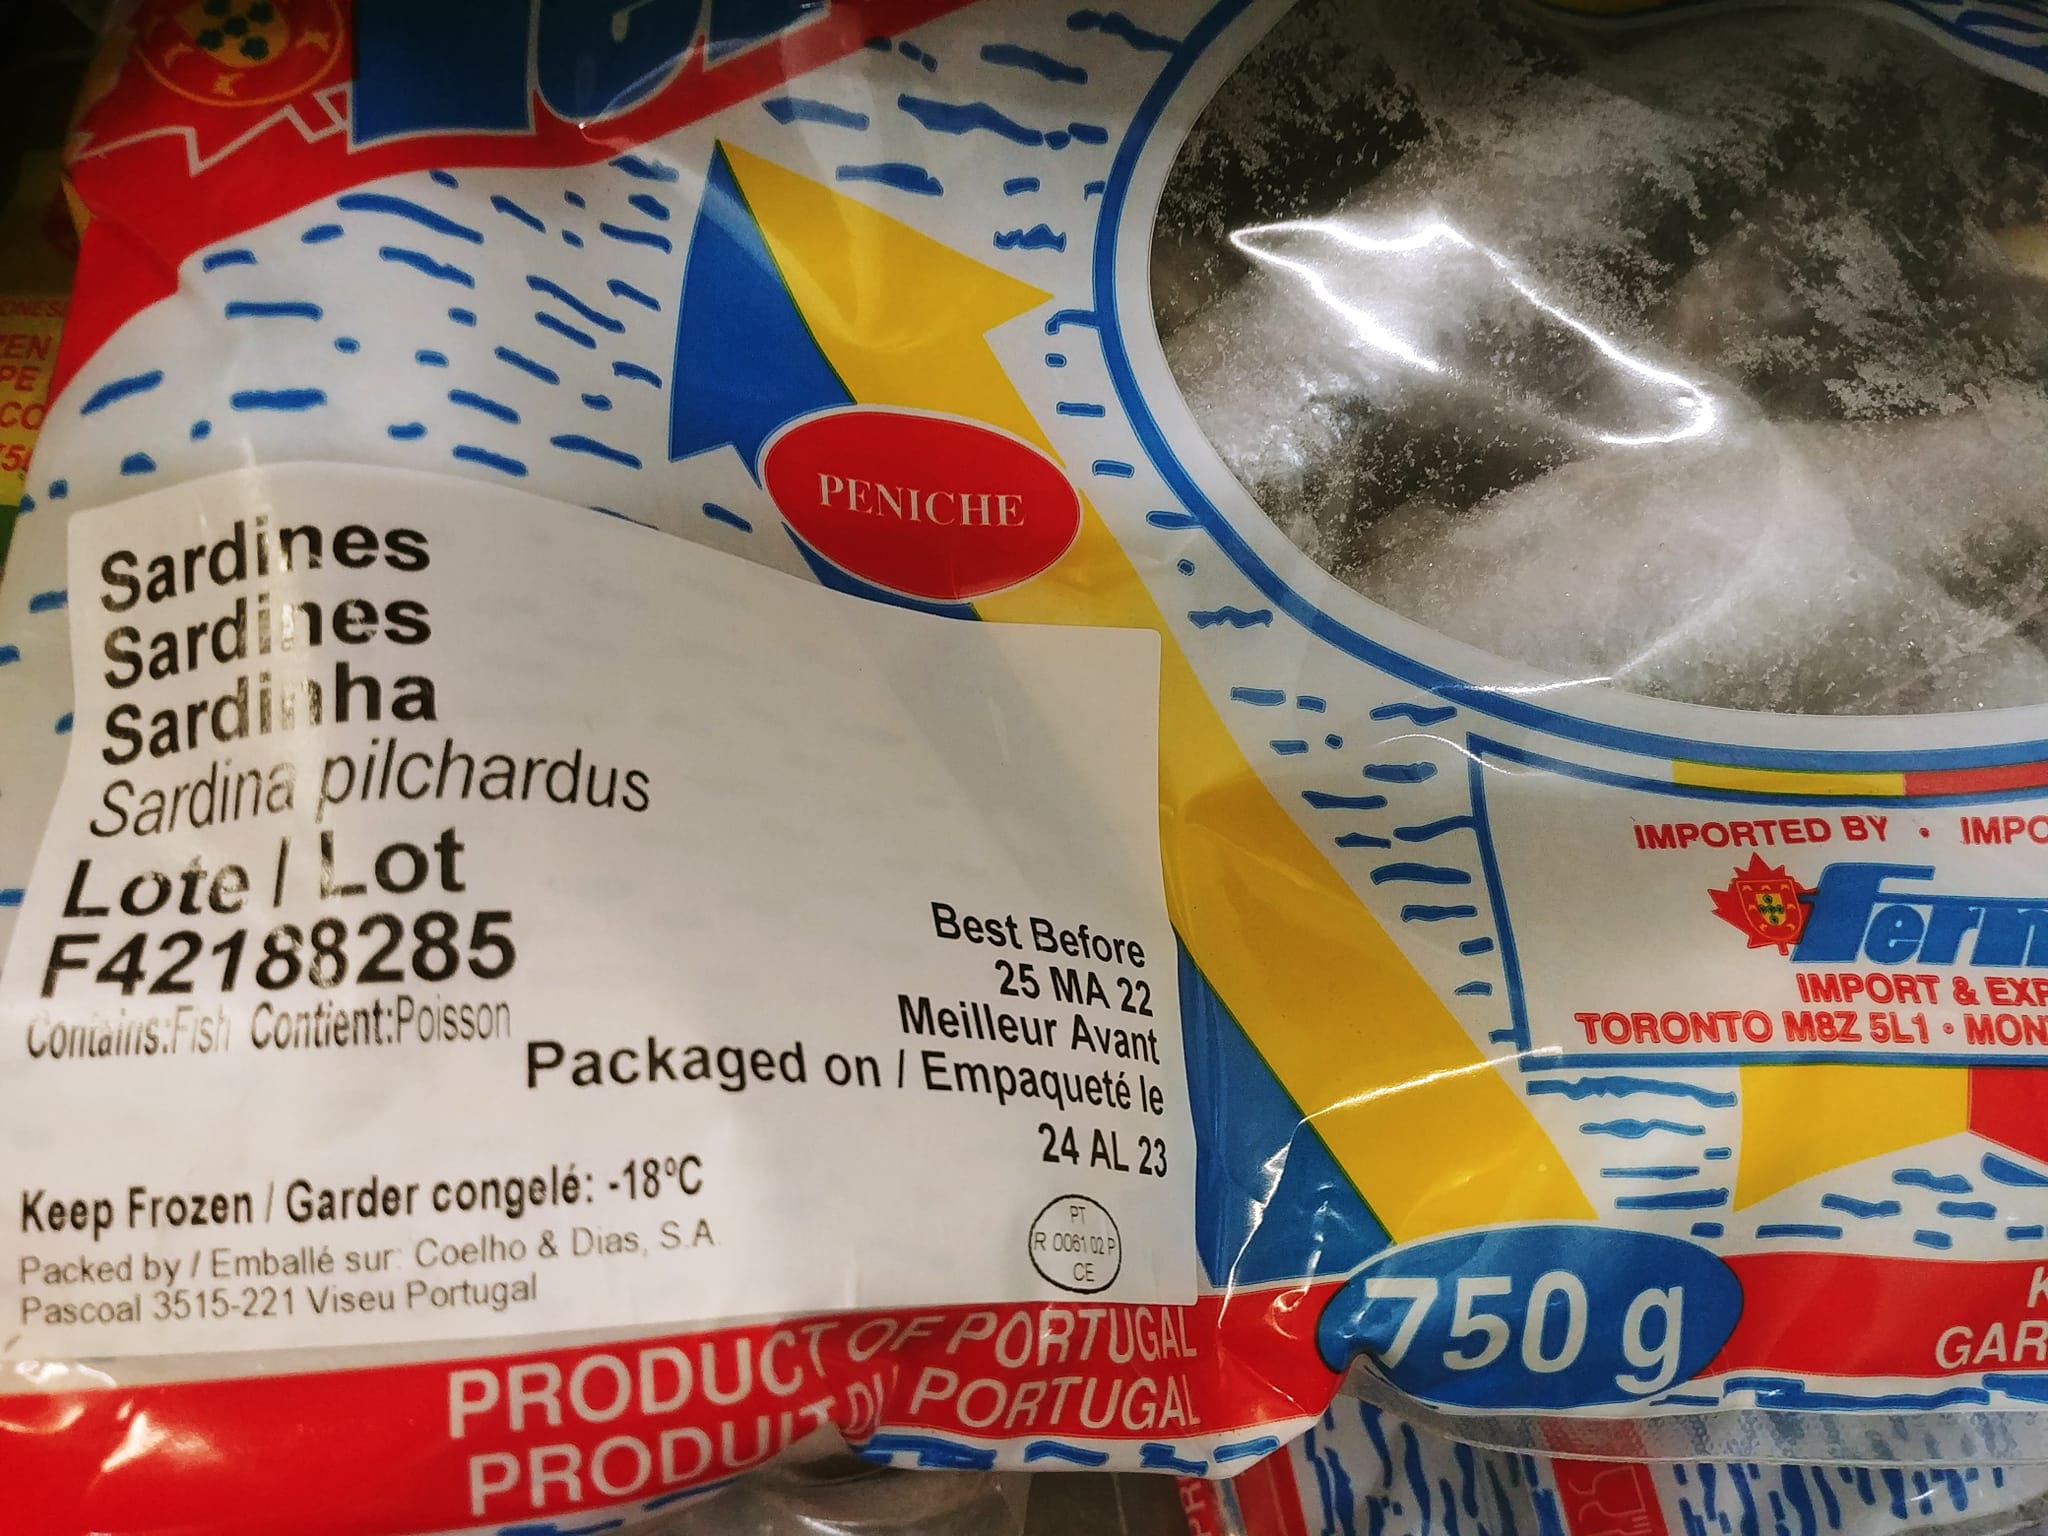 PENICHE
Sardines
Sardines
Sardinha
Sardina pilchardus
Lote / Lot
F42188285
Contains:Fish Contient:Poisson
Best Before
25 MA 22
Meilleur Avant
Packaged on / Empaqueté le
24 AL 23
Keep Frozen / Garder congelé: -18ºC
Packed by / Emballé sur: Coelho & Dias, S.A.
Pascoal 3515-221 Viseu Portugal
PT
R 0061 02 P
CE
PRODUCT OF PORTUGAL
PRODUIT DU PORTUGAL
750 g
IMPORTED BY •
fern
IMPORT &
TORONTO M8Z 5L1 •